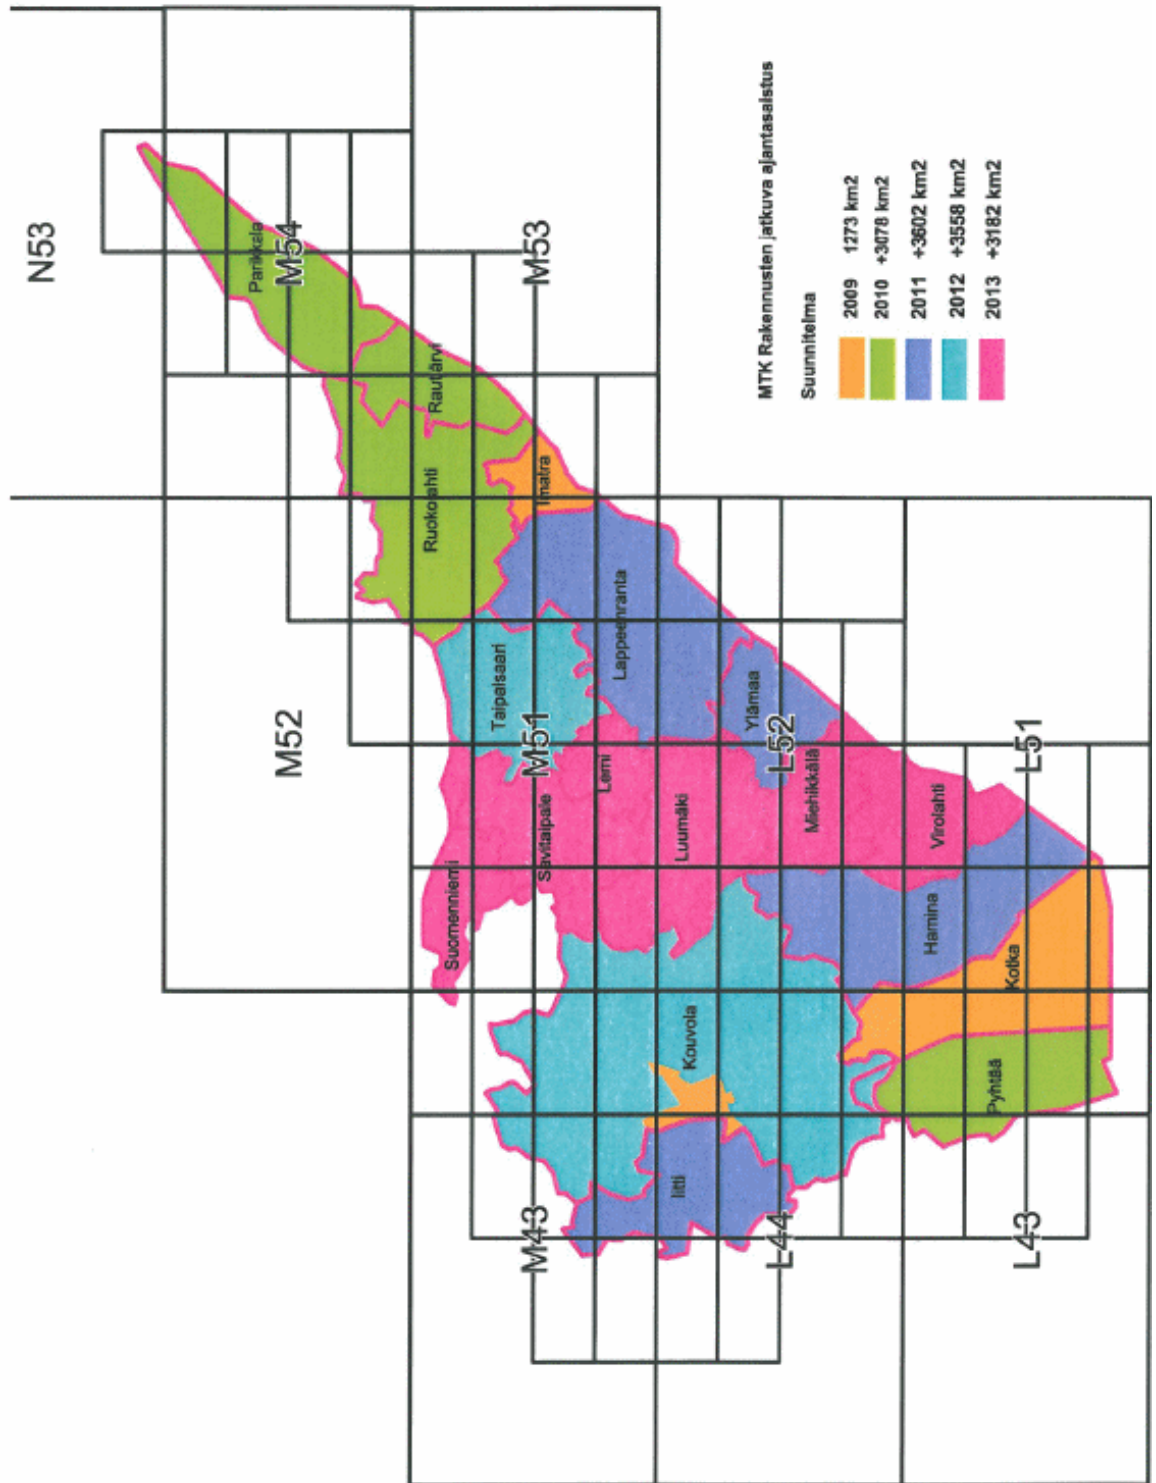 N53
M54
M53
M52
M51
L52
L51
M43
L44
L43
Parikkala
Rautjärvi
Ruokolahti
Imatra
Lappeenranta
Taipalsaari
Ylämaa
Suomenniemi
Savitaipale
Lemi
Luumäki
Miehikkälä
Virolahti
Hamina
Kotka
Kouvola
Pyhtää
Iitti
MTK Rakennusten jatkuva ajantasaistus
Suunnitelma
2009 1273 km2
2010 +3078 km2
2011 +3602 km2
2012 +3558 km2
2013 +3182 km2